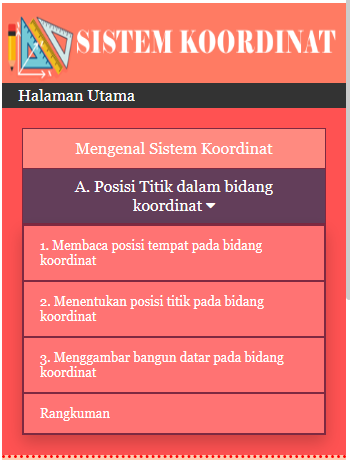 SISTEM KOORDINAT
Halaman Utama
Mengenal Sistem Koordinat
A. Posisi Titik dalam bidang
koordinat
1. Membaca posisi tempat pada bidang
koordinat
2. Menentukan posisi titik pada bidang
koordinat
3. Menggambar bangun datar pada bidang
koordinat
Rangkuman